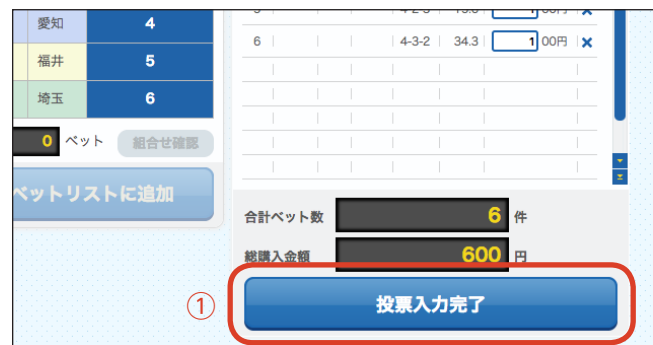 愛知 4
福井 5
埼玉 6
0 ベット 組合せ確認
ベットリストに追加
6 4-3-2 34.3 1 00円 ×
合計ベット数 6 件
総購入金額 600 円
① 投票入力完了